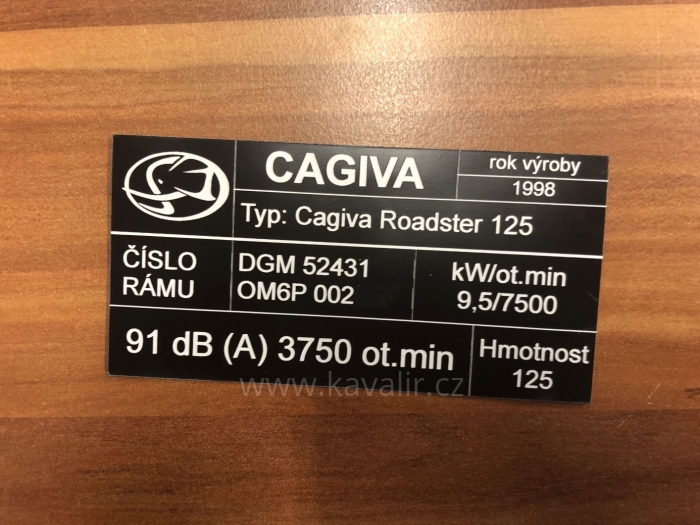 CAGIVA
rok výroby
1998
Typ: Cagiva Roadster 125
ČÍSLO
RÁMU
DGM 52431
OM6P 002
kW/ot.min
9,5/7500
91 dB (A) 3750 ot.min
Hmotnost
125
www.kavalir.cz